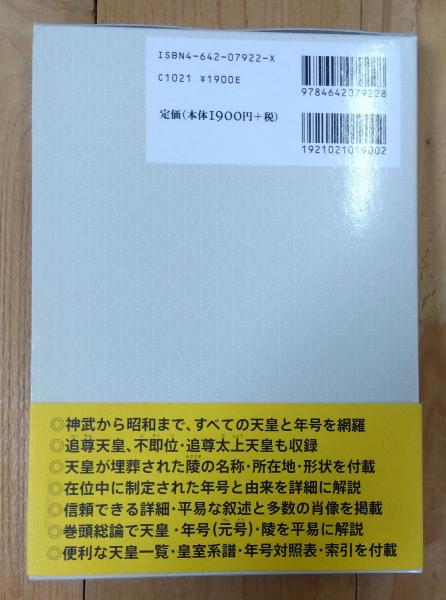 ISBN4-642-07922-X
C1021 ¥1900E
定価(本体1900円+税)
9784642079228
1921021019002
◎神武から昭和まで、すべての天皇と年号を網羅
◎追尊天皇、不即位・追尊太上天皇も収録
◎天皇が埋葬された陵の名称・所在地・形状を付載
◎在位中に制定された年号と由来を詳細に解説
◎信頼できる詳細・平易な叙述と多数の肖像を掲載
◎巻頭総論で天皇・年号(元号)・陵を平易に解説
◎便利な天皇一覧・皇室系譜・年号対照表・索引を付載